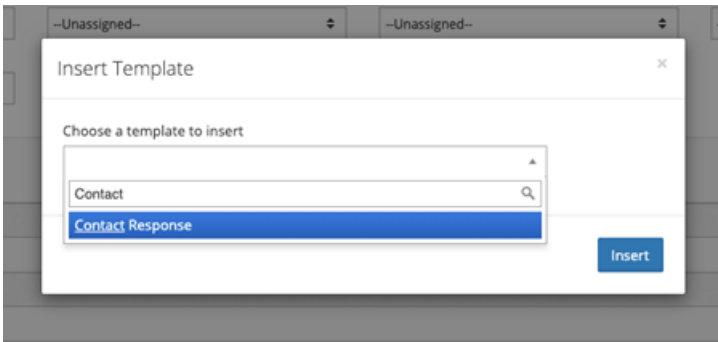 --Unassigned-- --Unassigned--
Insert Template ×
Choose a template to insert
Contact
Contact Response
Insert